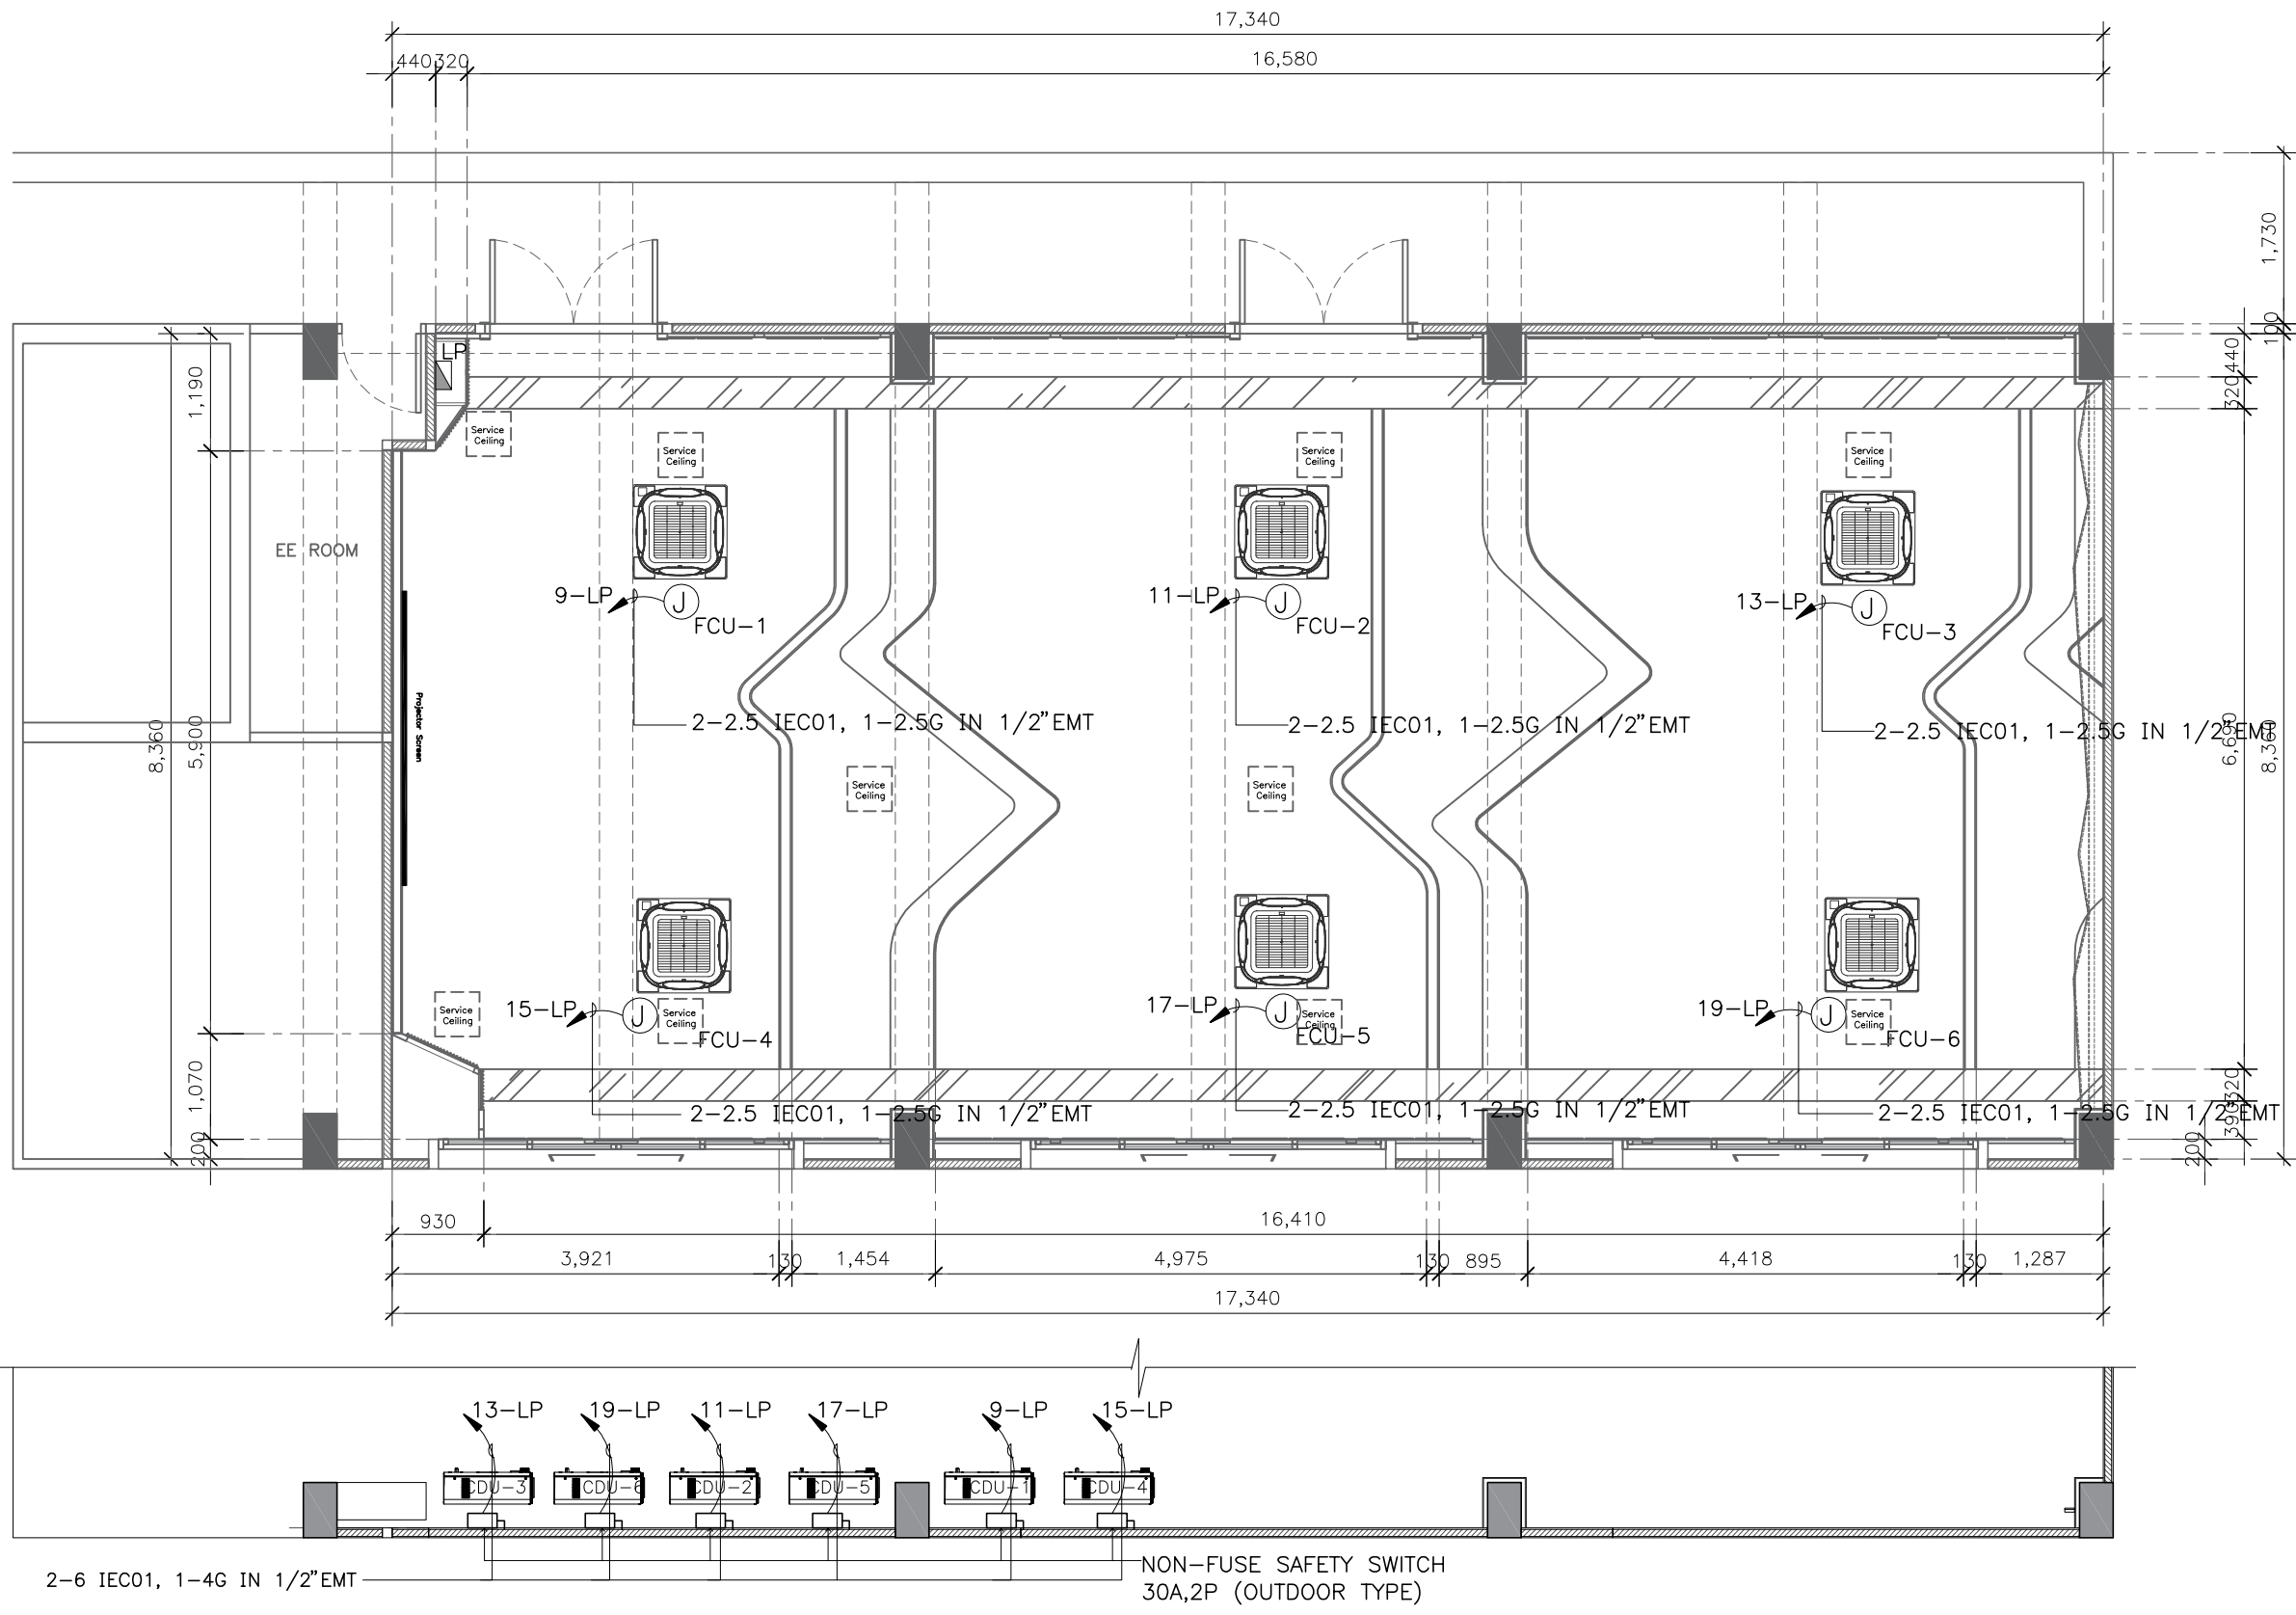 17,340
440
320
16,580
1,730
100
440
320
LP
1,190
Service
Ceiling
Service
Ceiling
Service
Ceiling
Service
Ceiling
EE ROOM
9-LP
J
FCU-1
11-LP
J
FCU-2
13-LP
J
FCU-3
Projector Screen
2-2.5 IEC01, 1-2.5G IN 1/2"EMT
2-2.5 IEC01, 1-2.5G IN 1/2"EMT
2-2.5 IEC01, 1-2.5G IN 1/2"EMT
8,360
5,900
6,690
8,360
Service
Ceiling
Service
Ceiling
15-LP
J
FCU-4
17-LP
J
FCU-5
19-LP
J
FCU-6
Service
Ceiling
Service
Ceiling
Service
Ceiling
Service
Ceiling
1,070
200
320
390
200
2-2.5 IEC01, 1-2.5G IN 1/2"EMT
2-2.5 IEC01, 1-2.5G IN 1/2"EMT
2-2.5 IEC01, 1-2.5G IN 1/2"EMT
930
16,410
3,921
130
1,454
4,975
130
895
4,418
130
1,287
17,340
13-LP
19-LP
11-LP
17-LP
9-LP
15-LP
CDU-3
CDU-6
CDU-2
CDU-5
CDU-1
CDU-4
2-6 IEC01, 1-4G IN 1/2"EMT
NON-FUSE SAFETY SWITCH
30A,2P (OUTDOOR TYPE)